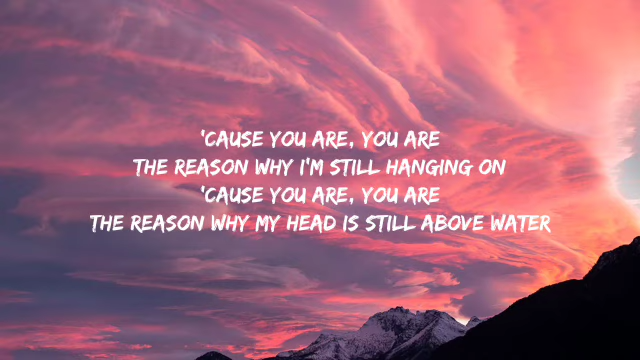 'CAUSE YOU ARE, YOU ARE
THE REASON WHY I'M STILL HANGING ON
'CAUSE YOU ARE, YOU ARE
THE REASON WHY MY HEAD IS STILL ABOVE WATER